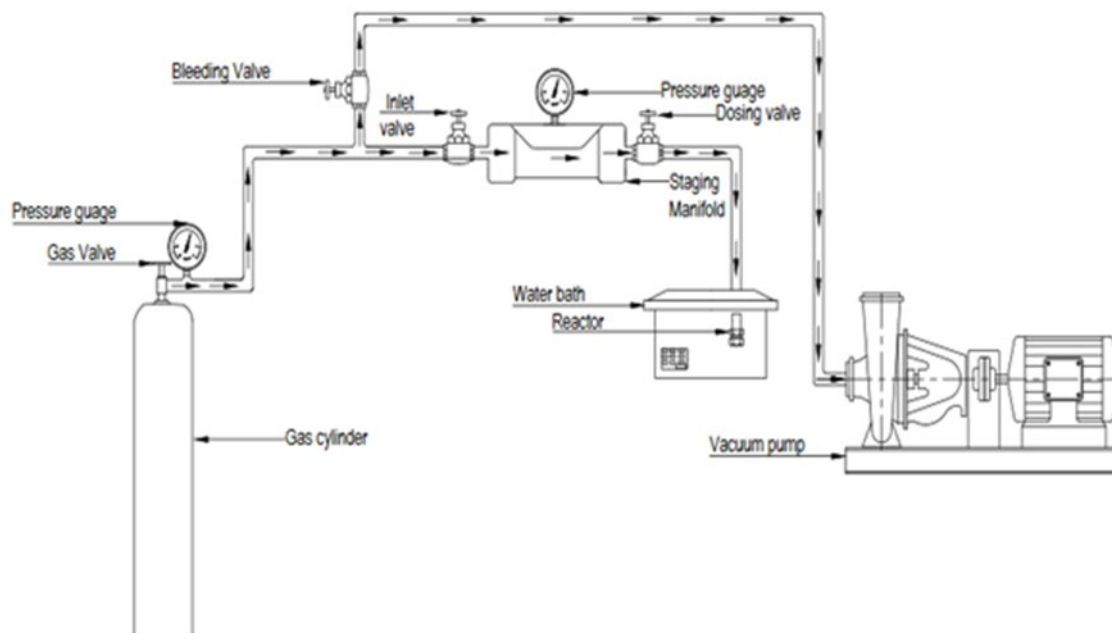 Bleeding Valve
Inlet
valve
Pressure guage
Dosing valve
Staging
Manifold
Pressure guage
Gas Valve
Water bath
Reactor
Gas cylinder
Vacuum pump